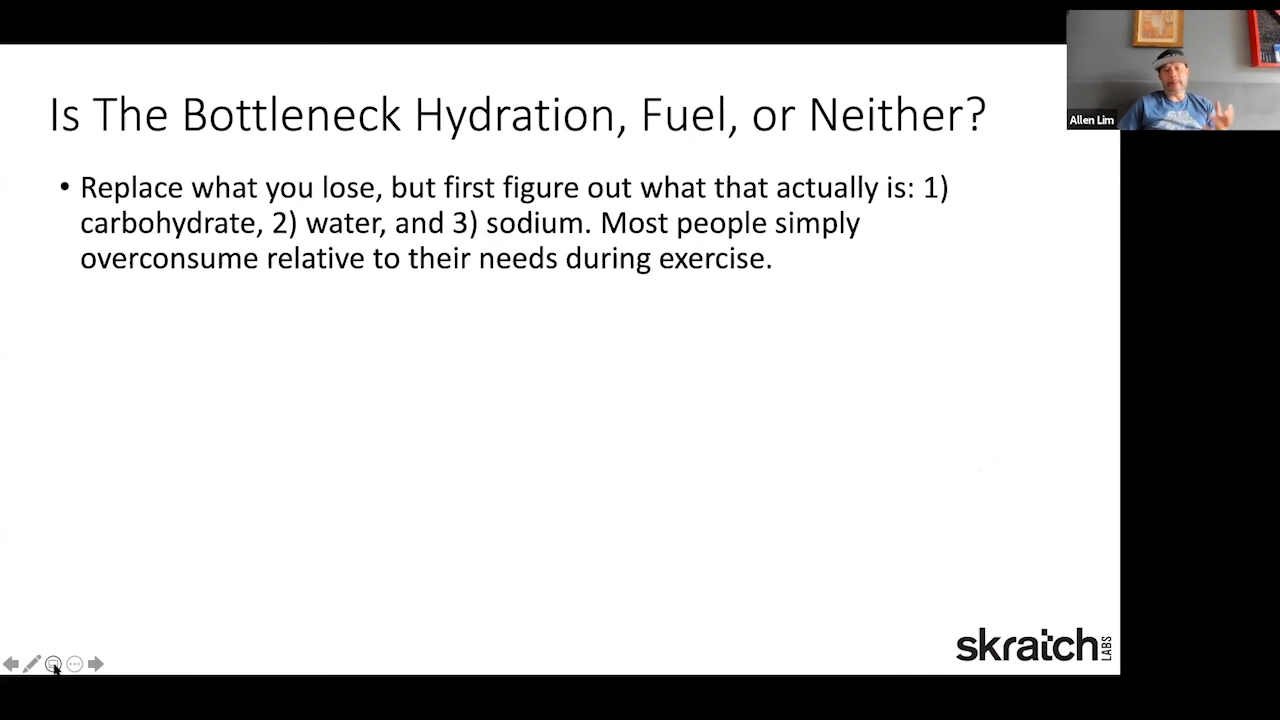 Is The Bottleneck Hydration, Fuel, or Neither?
• Replace what you lose, but first figure out what that actually is: 1)
carbohydrate, 2) water, and 3) sodium. Most people simply
overconsume relative to their needs during exercise.
Allen Lim
skratch LABS